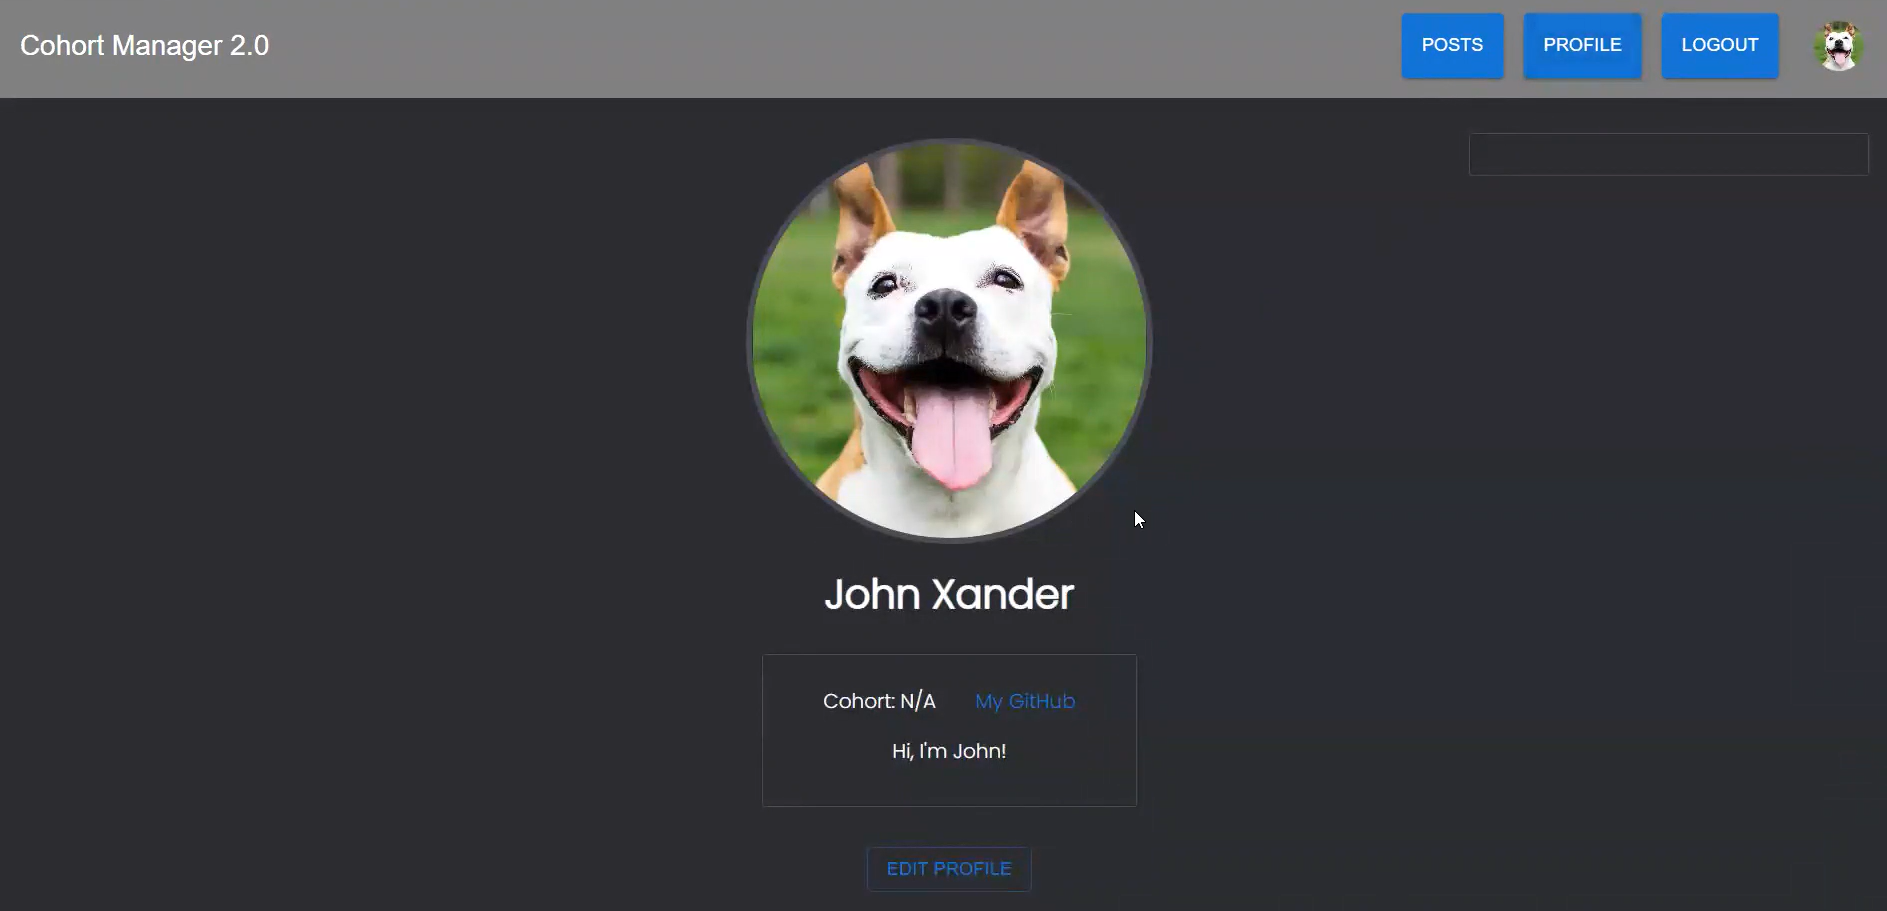 Cohort Manager 2.0
POSTS
PROFILE
LOGOUT
John Xander
Cohort: N/A
My GitHub
Hi, I'm John!
EDIT PROFILE